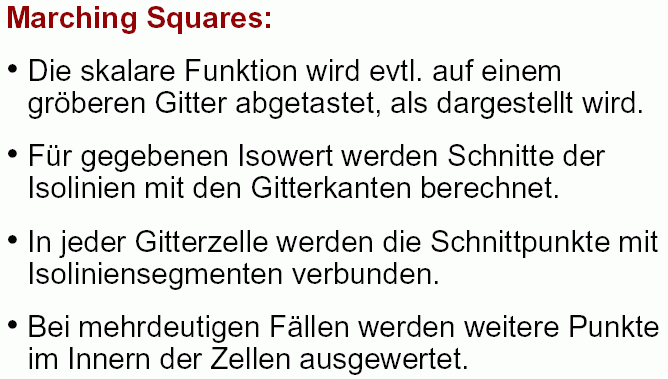 Marching Squares:
• Die skalare Funktion wird evtl. auf einem
gröberen Gitter abgetastet, als dargestellt wird.
• Für gegebenen Isowert werden Schnitte der
Isolinien mit den Gitterkanten berechnet.
• In jeder Gitterzelle werden die Schnittpunkte mit
Isoliniensegmenten verbunden.
• Bei mehrdeutigen Fällen werden weitere Punkte
im Innern der Zellen ausgewertet.